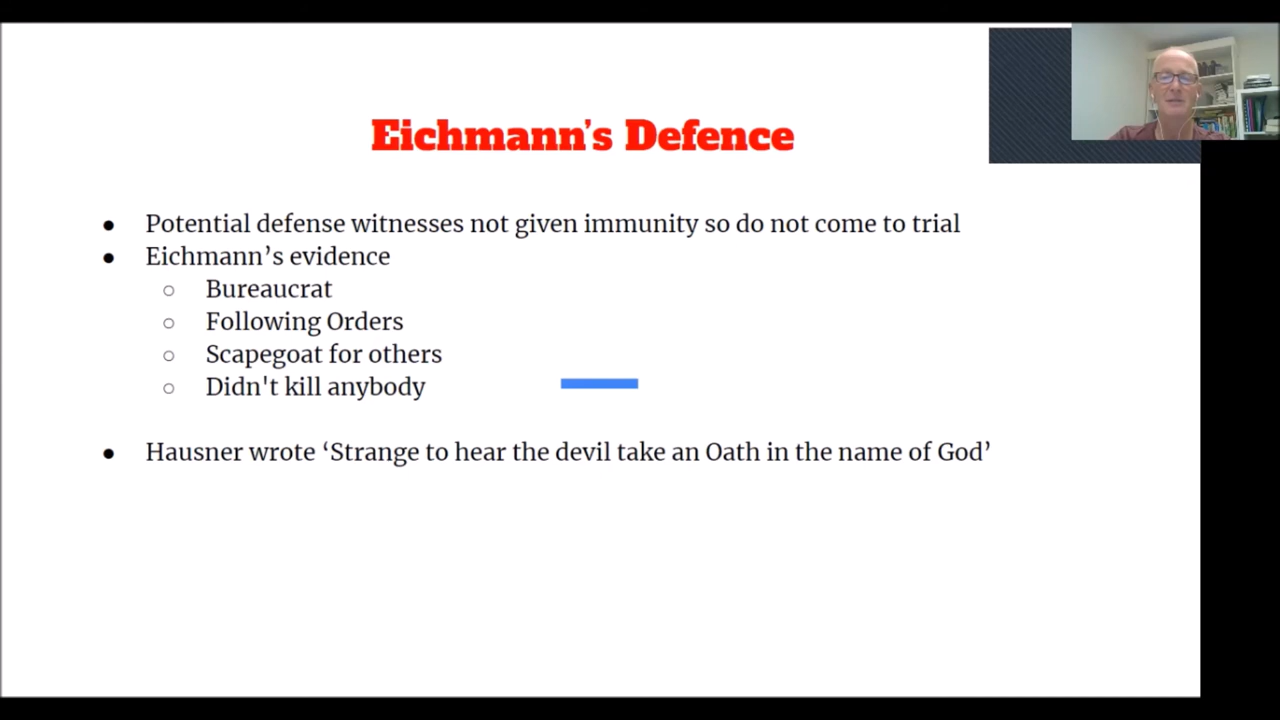 Eichmann's Defence
● Potential defense witnesses not given immunity so do not come to trial
● Eichmann's evidence
○ Bureaucrat
○ Following Orders
○ Scapegoat for others
○ Didn't kill anybody
● Hausner wrote ‘Strange to hear the devil take an Oath in the name of God’